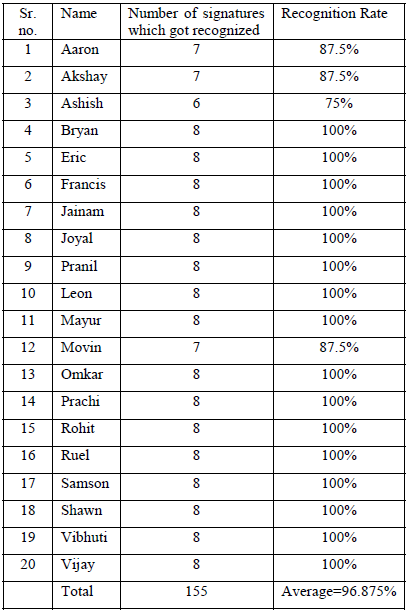 Sr. no. Name Number of signatures which got recognized Recognition Rate
1 Aaron 7 87.5%
2 Akshay 7 87.5%
3 Ashish 6 75%
4 Bryan 8 100%
5 Eric 8 100%
6 Francis 8 100%
7 Jainam 8 100%
8 Joyal 8 100%
9 Pranil 8 100%
10 Leon 8 100%
11 Mayur 8 100%
12 Movin 7 87.5%
13 Omkar 8 100%
14 Prachi 8 100%
15 Rohit 8 100%
16 Ruel 8 100%
17 Samson 8 100%
18 Shawn 8 100%
19 Vibhuti 8 100%
20 Vijay 8 100%
Total 155 Average=96.875%